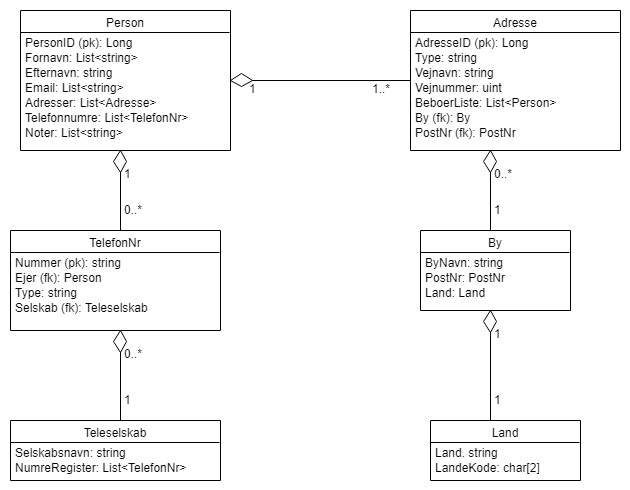 Person
PersonID (pk): Long
Fornavn: List<string>
Efternavn: string
Email: List<string>
Adresser: List<Adresse>
Telefonnumre: List<TelefonNr>
Noter: List<string>
1
1..*
Adresse
AdresseID (pk): Long
Type: string
Vejnavn: string
Vejnummer: uint
BeboerListe: List<Person>
By (fk): By
PostNr (fk): PostNr
1
0..*
0..*
1
TelefonNr
Nummer (pk): string
Ejer (fk): Person
Type: string
Selskab (fk): Teleselskab
By
ByNavn: string
PostNr: PostNr
Land: Land
0..*
1
1
1
Teleselskab
Selskabsnavn: string
NumreRegister: List<TelefonNr>
Land
Land. string
LandeKode: char[2]